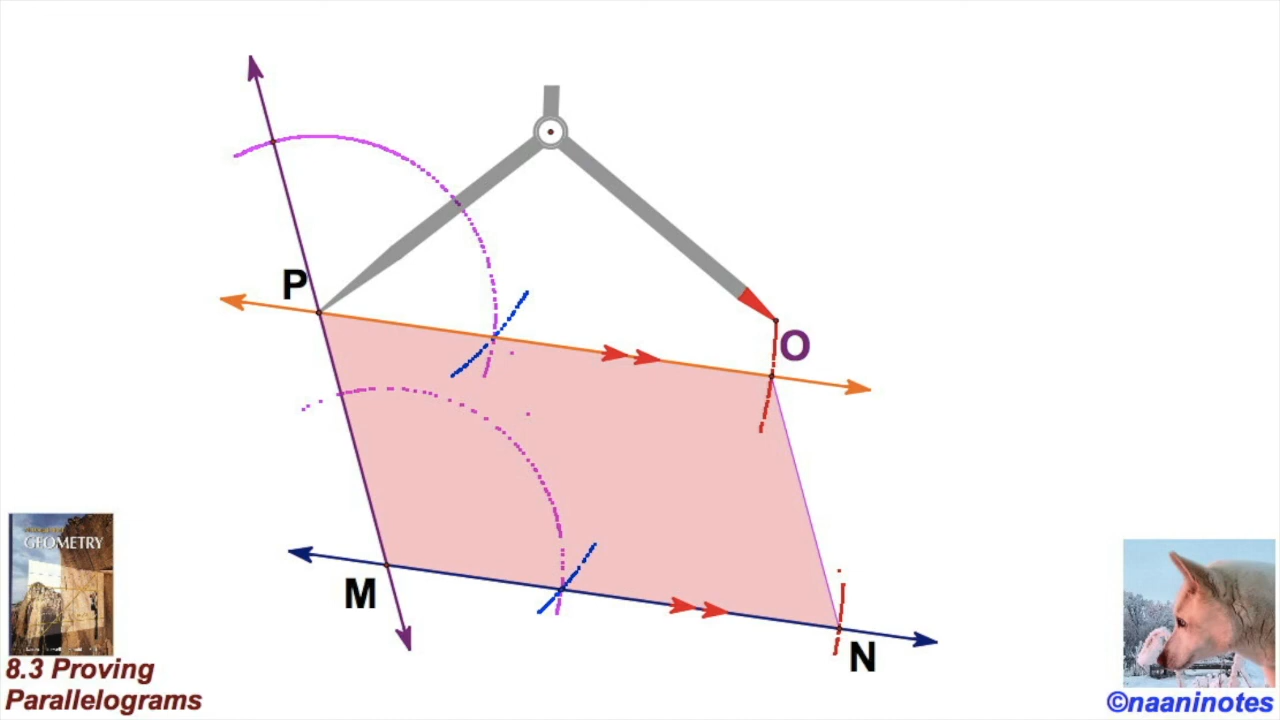 P
O
M
N
GEOMETRY
8.3 Proving
Parallelograms
©naaninotes